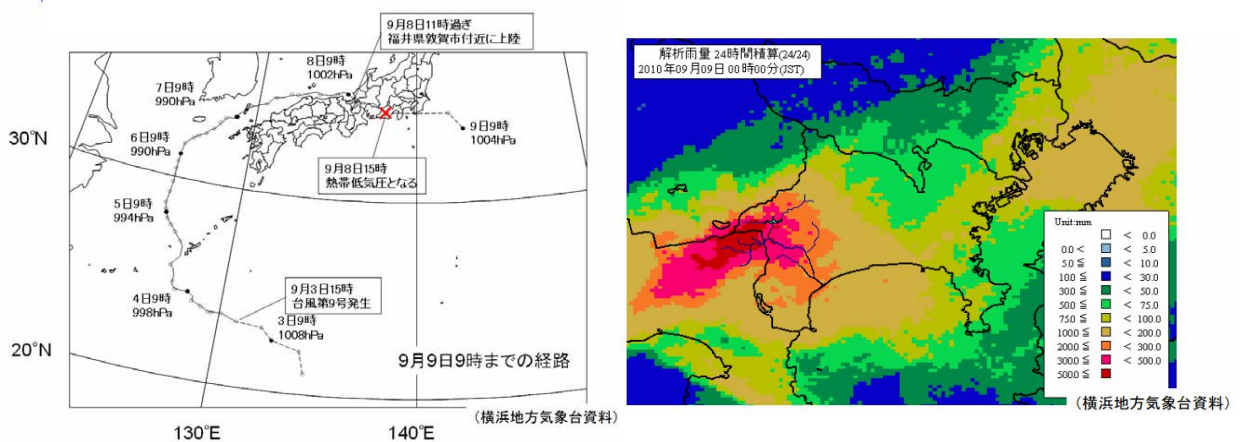 9月8日11時過ぎ
福井県敦賀市付近に上陸
8日9時
1002hPa
7日9時
990hPa
30°N
6日9時
990hPa
9日9時
1004hPa
9月8日15時
熱帯低気圧となる
5日9時
994hPa
9月3日15時
台風第9号発生
4日9時
998hPa
3日9時
1008hPa
20°N
9月9日9時までの経路
(横浜地方気象台資料)
130°E
140°E
解析雨量 24時間積算(24/24)
2010年09月09日 00時00分(JST)
Unit:mm
< 0.0
0.0 < < 5.0
5.0 ≦ < 10.0
10.0 ≦ < 30.0
30.0 ≦ < 50.0
50.0 ≦ < 75.0
75.0 ≦ < 100.0
100.0 ≦ < 200.0
200.0 ≦ < 300.0
300.0 ≦ < 500.0
500.0 ≦
(横浜地方気象台資料)